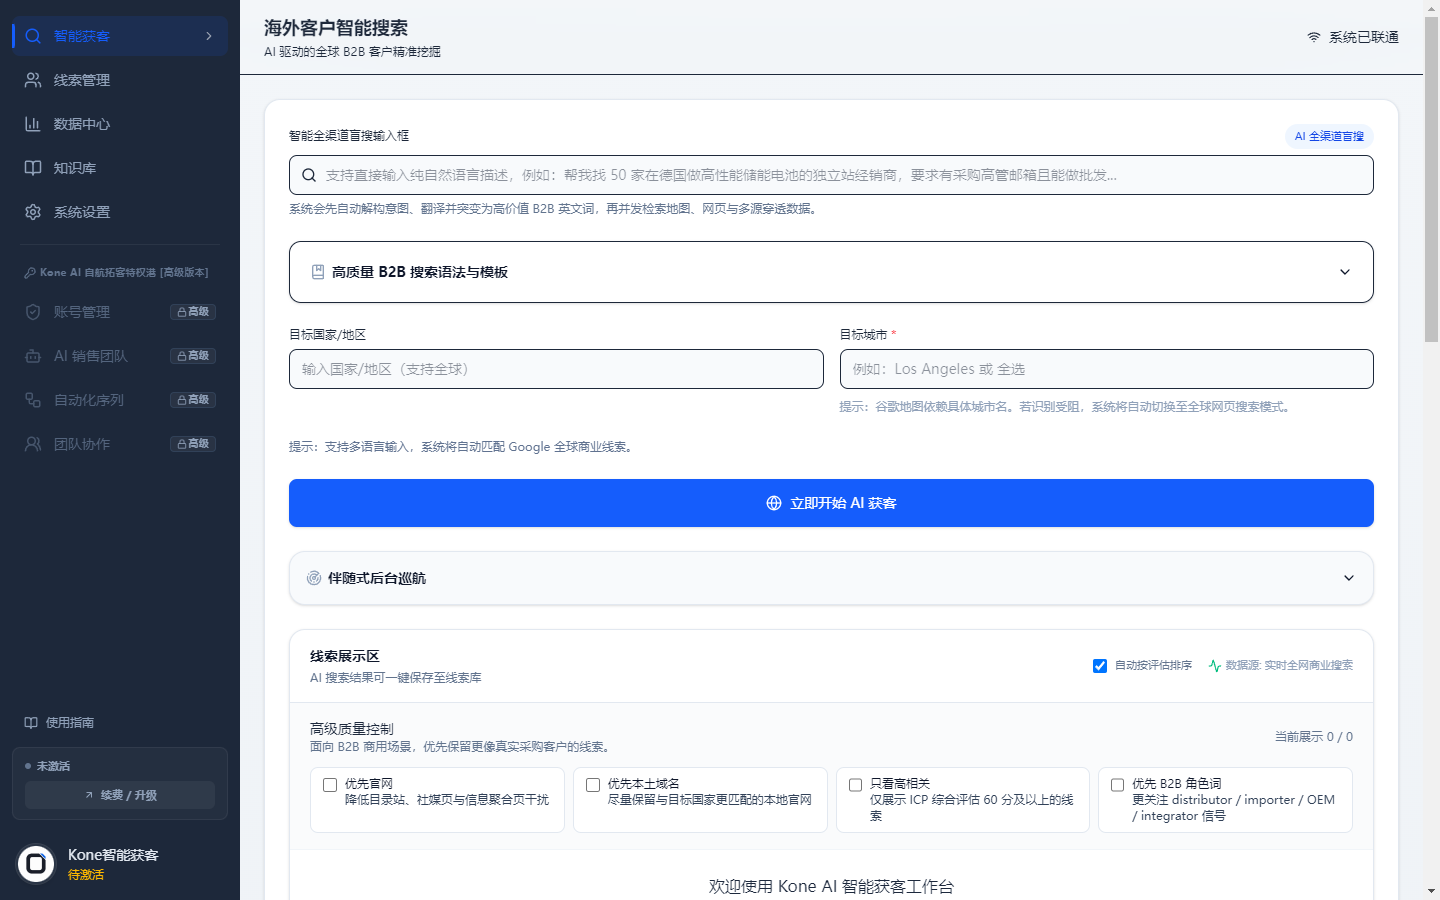 智能获客
线索管理
数据中心
知识库
系统设置
Kone AI 自航拓客特权港 [高级版本]
账号管理 高级
AI 销售团队 高级
自动化序列 高级
团队协作 高级
使用指南
未激活
续费 / 升级
Kone智能获客
待激活
海外客户智能搜索
AI 驱动的全球 B2B 客户精准挖掘
系统已联通
智能全渠道盲搜输入框
AI 全渠道盲搜
支持直接输入纯自然语言描述，例如：帮我找 50 家在德国做高性能储能电池的独立站经销商，要求有采购高管邮箱且能做批发...
系统会先自动解构意图、翻译并突变为高价值 B2B 英文词，再并发检索地图、网页与多源穿透数据。
高质量 B2B 搜索语法与模板
目标国家/地区
输入国家/地区（支持全球）
目标城市 *
例如：Los Angeles 或 全选
提示：谷歌地图依赖具体城市名。若识别受阻，系统将自动切换至全球网页搜索模式。
提示：支持多语言输入，系统将自动匹配 Google 全球商业线索。
立即开始 AI 获客
伴随式后台巡航
线索展示区
AI 搜索结果可一键保存至线索库
自动按评估排序
数据源: 实时全网商业搜索
高级质量控制
面向 B2B 商用场景，优先保留更像真实采购客户的线索。
当前展示 0 / 0
优先官网
降低目录站、社媒页与信息聚合页干扰
优先本土域名
尽量保留与目标国家更匹配的本地官网
只看高相关
仅展示 ICP 综合评估 60 分及以上的线
索
优先 B2B 角色词
更关注 distributor / importer / OEM
/ integrator 信号
欢迎使用 Kone AI 智能获客工作台